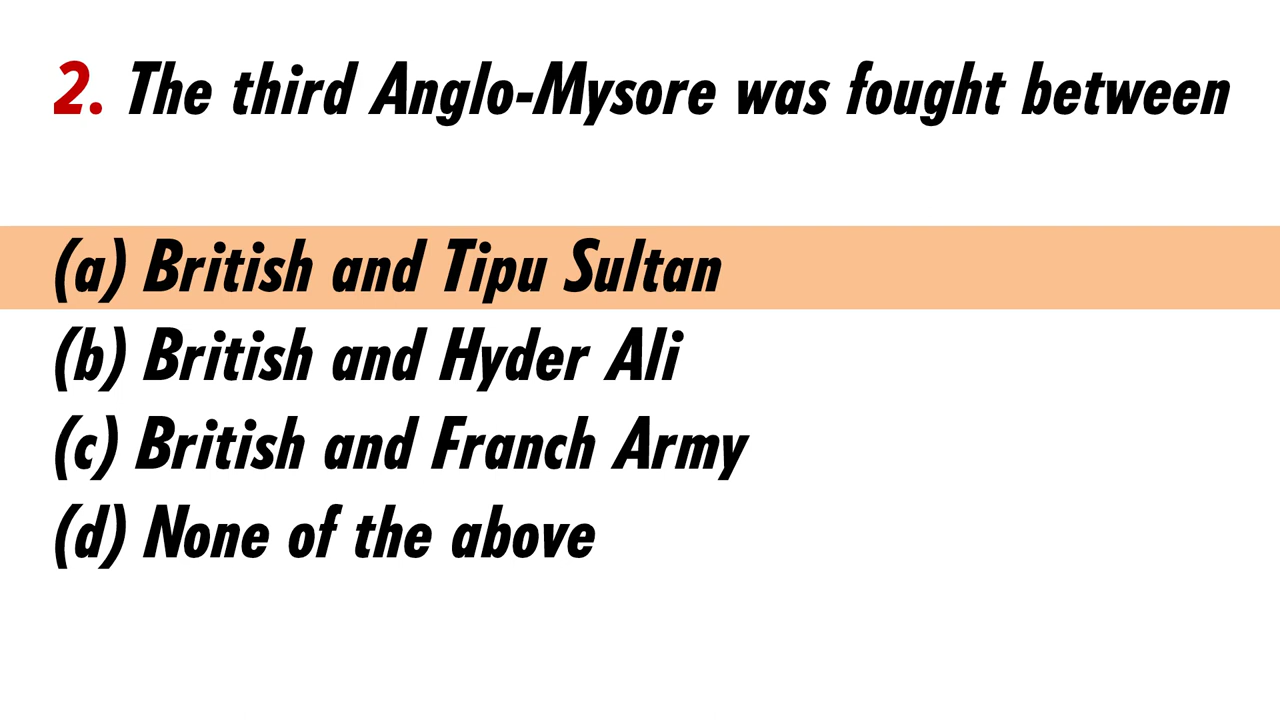 2. The third Anglo-Mysore was fought between
(a) British and Tipu Sultan
(b) British and Hyder Ali
(c) British and Franch Army
(d) None of the above